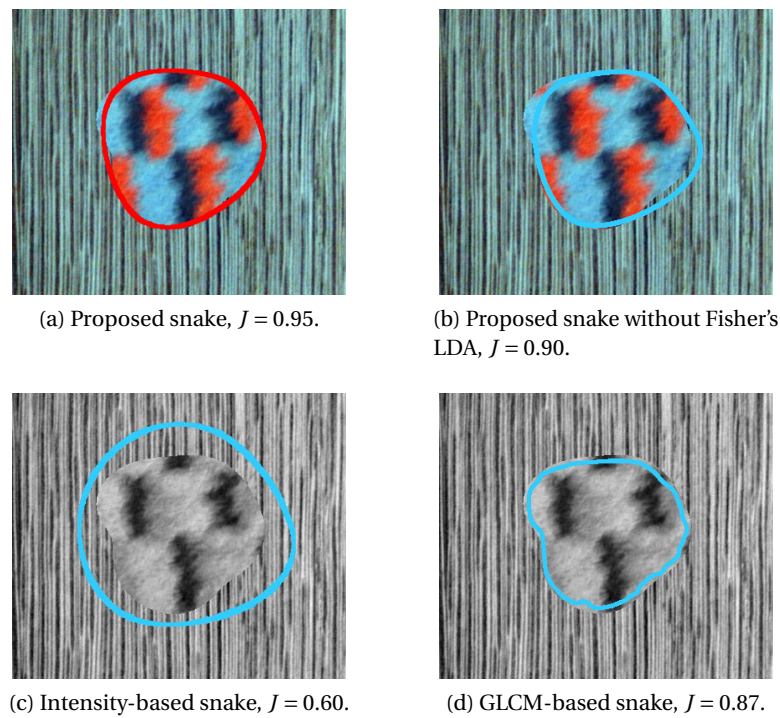 (a) Proposed snake, J = 0.95.
(b) Proposed snake without Fisher's
LDA, J = 0.90.
(c) Intensity-based snake, J = 0.60.
(d) GLCM-based snake, J = 0.87.